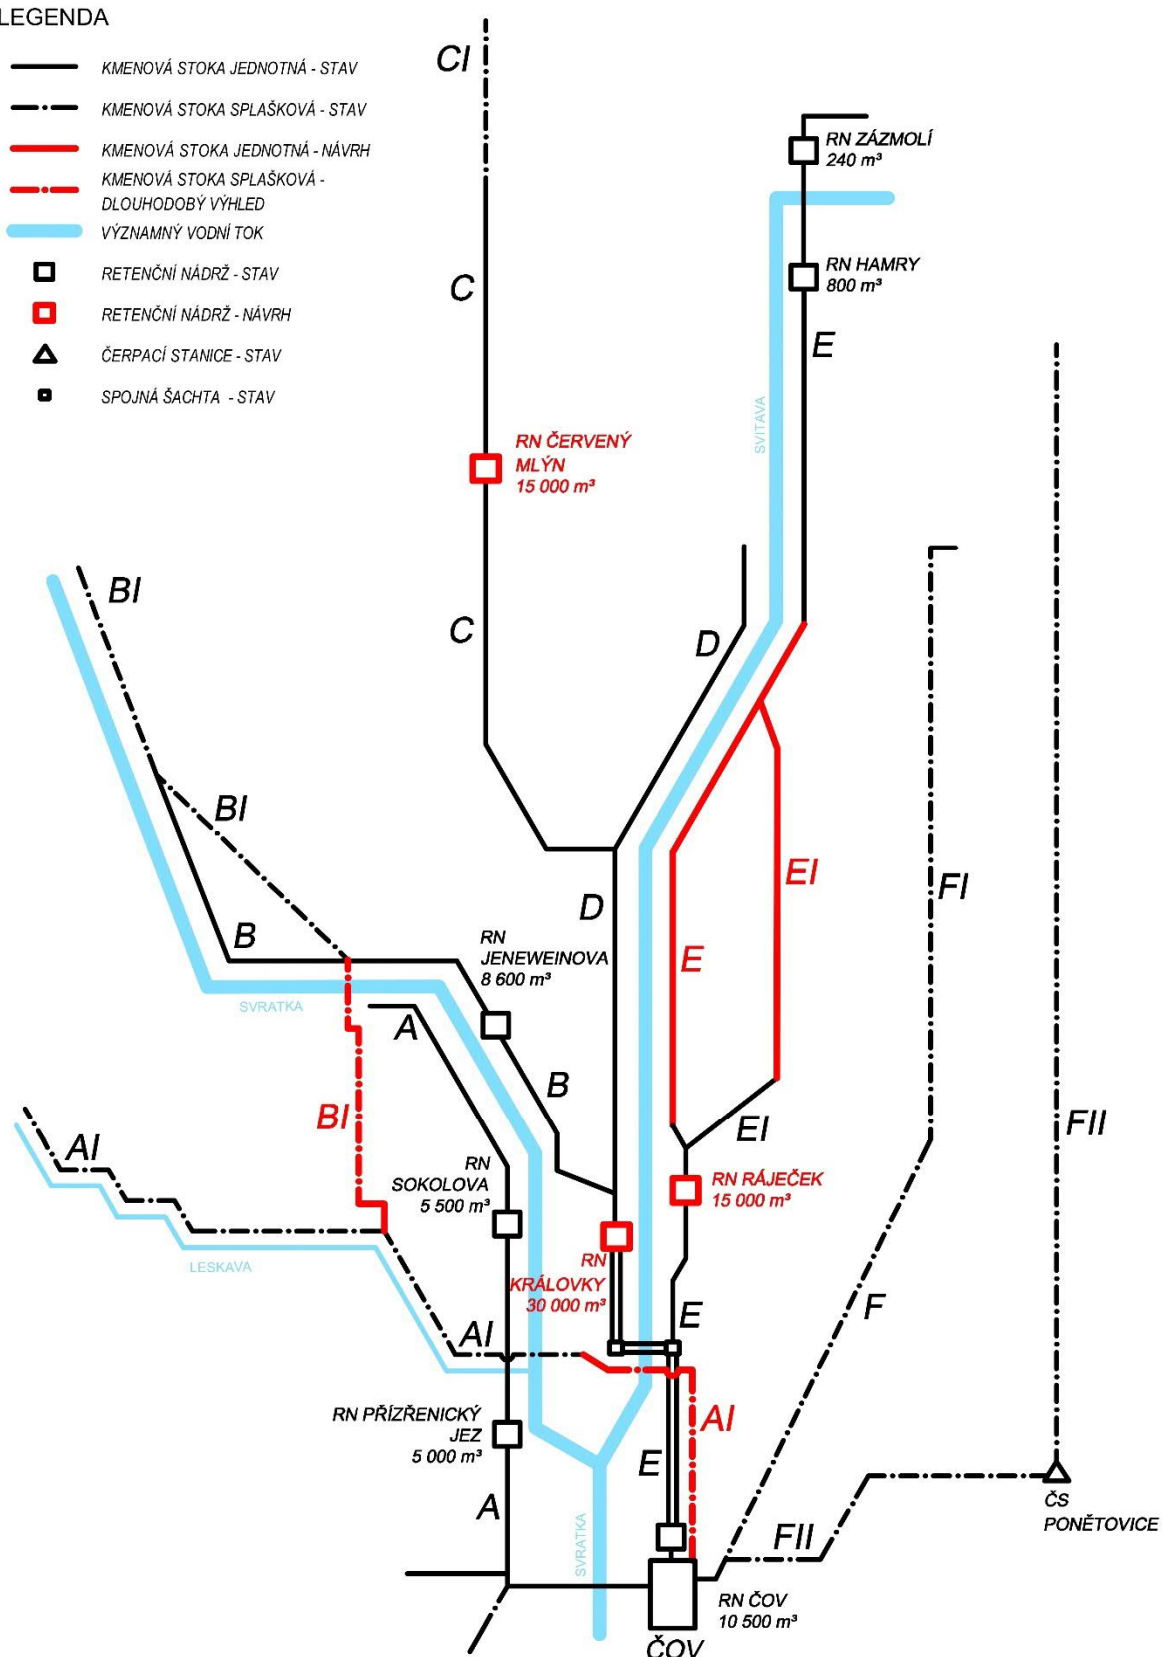 LEGENDA
KMENOVÁ STOKA JEDNOTNÁ - STAV
KMENOVÁ STOKA SPLAŠKOVÁ - STAV
KMENOVÁ STOKA JEDNOTNÁ - NÁVRH
KMENOVÁ STOKA SPLAŠKOVÁ -
DLOUHODOBÝ VÝHLED
VÝZNAMNÝ VODNÍ TOK
RETENČNÍ NÁDRŽ - STAV
RETENČNÍ NÁDRŽ - NÁVRH
ČERPACÍ STANICE - STAV
SPOJNÁ ŠACHTA - STAV
CI
RN ZÁZMOLÍ
240 m³
RN HAMRY
800 m³
C
E
SVITAVA
RN ČERVENÝ
MLÝN
15 000 m³
BI
C
D
BI
EI
FI
D
B
RN
JENEWEINOVA
8 600 m³
E
SVRATKA
A
B
BI
EI
FII
AI
RN
SOKOLOVA
5 500 m³
RN RÁJEČEK
15 000 m³
LESKAVA
RN
KRÁLOVKY
30 000 m³
E
F
AI
RN PŘÍZŘENICKÝ
JEZ
5 000 m³
AI
E
A
SVRATKA
FII
ČS
PONĚTOVICE
RN ČOV
10 500 m³
ČOV